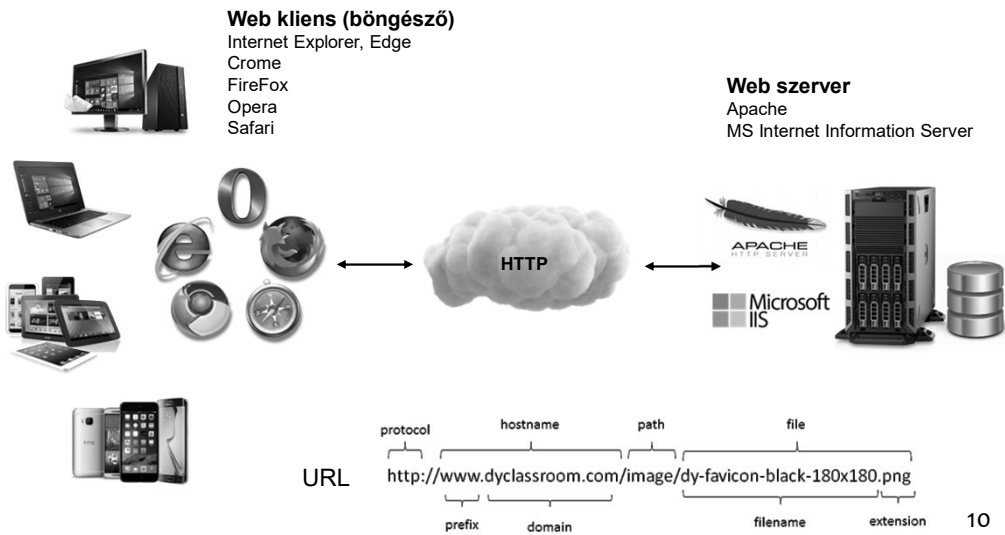 Web kliens (böngésző)
Internet Explorer, Edge
Crome
FireFox
Opera
Safari
Web szerver
Apache
MS Internet Information Server
HTTP
APACHE
HTTP SERVER
Microsoft
IIS
protocol hostname path file
URL http://www.dyclassroom.com/image/dy-favicon-black-180x180.png
prefix domain filename extension
10